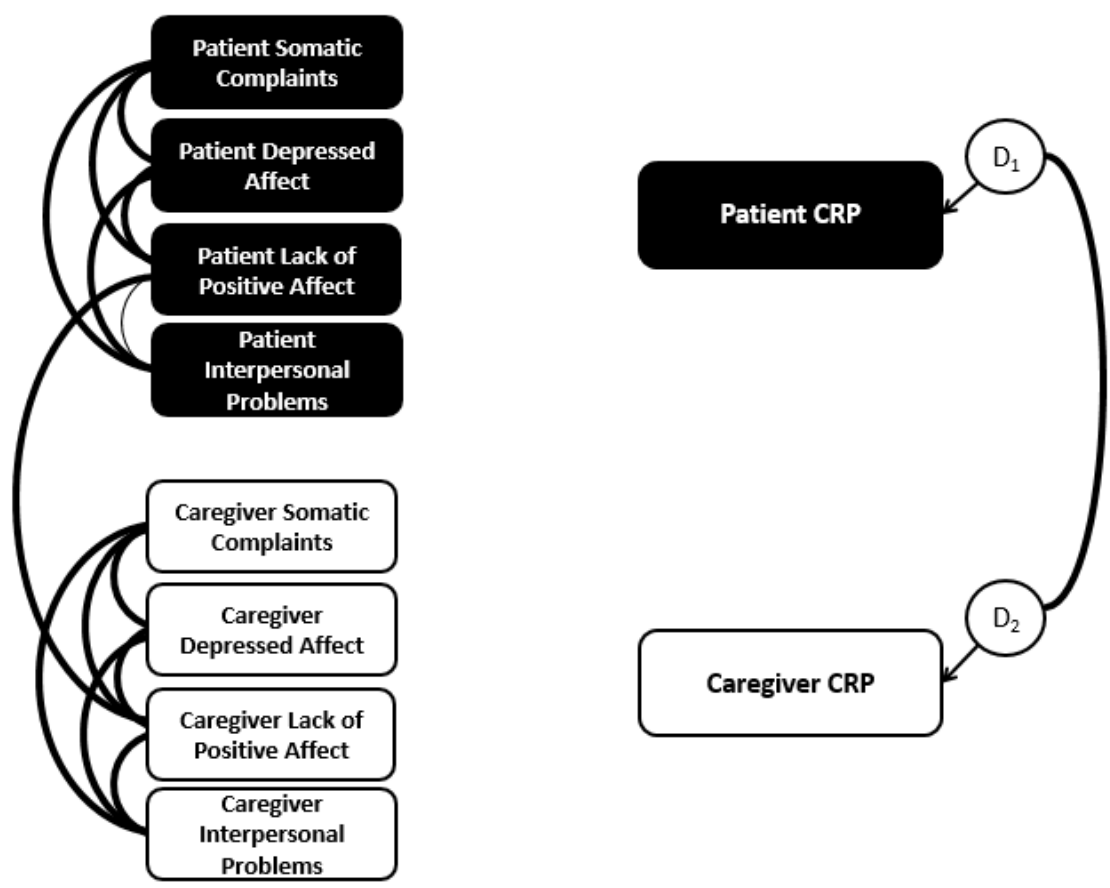 Patient Somatic
Complaints
Patient Depressed
Affect
Patient Lack of
Positive Affect
Patient
Interpersonal
Problems
Caregiver Somatic
Complaints
Caregiver
Depressed Affect
Caregiver Lack of
Positive Affect
Caregiver
Interpersonal
Problems
Patient CRP
D₁
Caregiver CRP
D₂